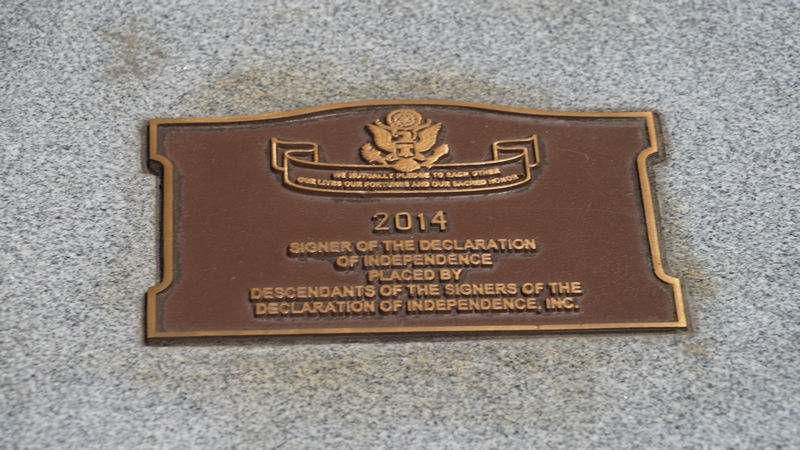 WE MUTUALLY PLEDGE TO EACH OTHER
OUR LIVES OUR FORTUNES AND OUR SACRED HONOR
2014
SIGNER OF THE DECLARATION
OF INDEPENDENCE
PLACED BY
DESCENDANTS OF THE SIGNERS OF THE
DECLARATION OF INDEPENDENCE, INC.